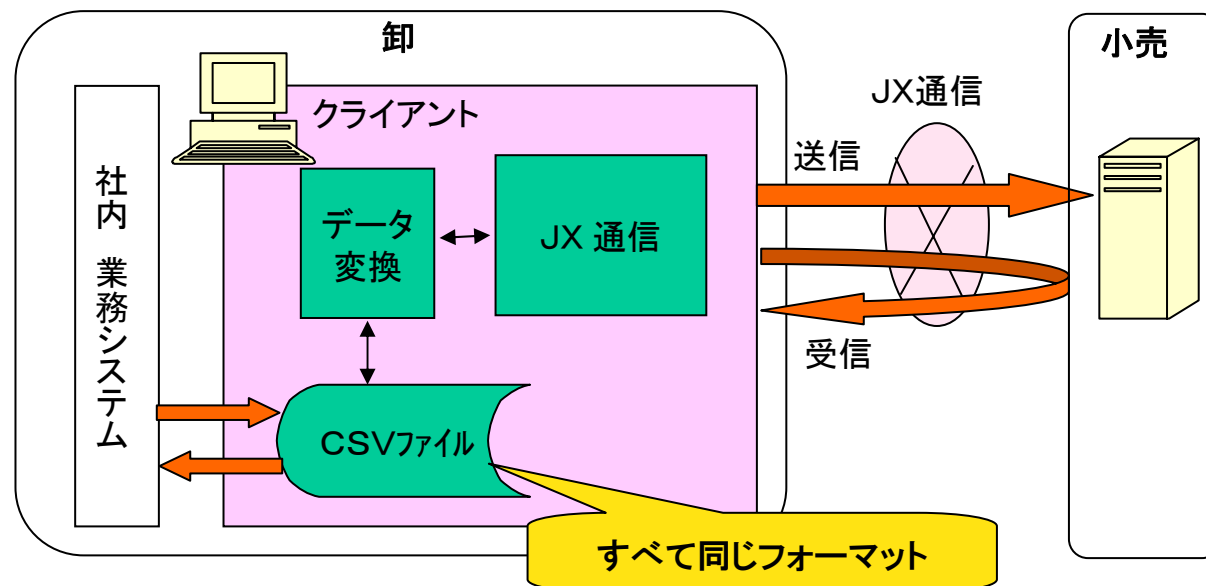 卸
小売
クライアント
JX通信
送信
社内 業務システム
データ
変換
JX 通信
受信
CSVファイル
すべて同じフォーマット